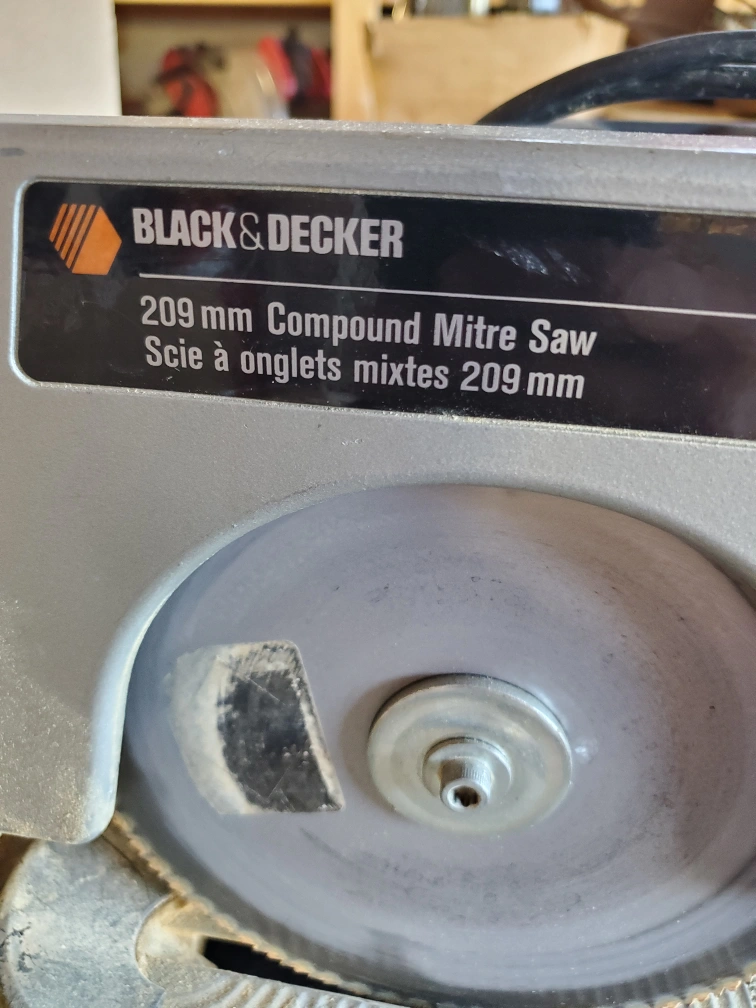 BLACK&DECKER
209 mm Compound Mitre Saw
Scie à onglets mixtes 209 mm